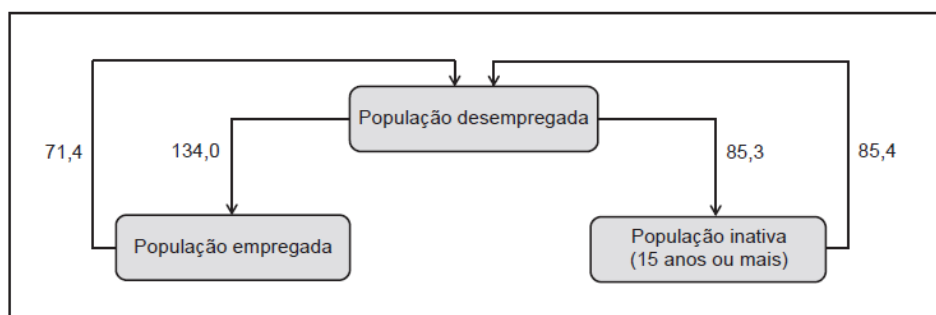 População desempregada
71,4
134,0
85,3
85,4
População empregada
População inativa
(15 anos ou mais)